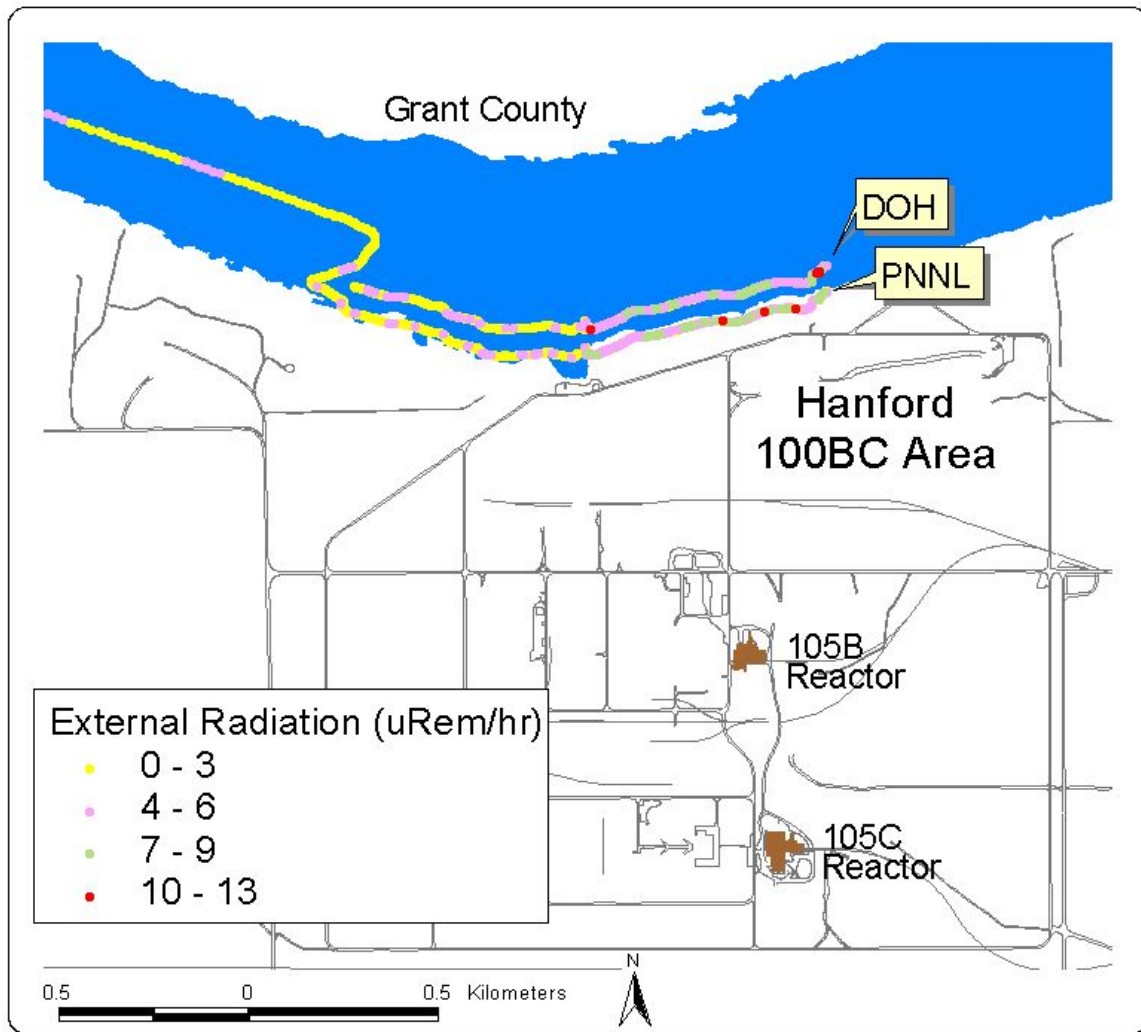 Grant County
DOH
PNNL
Hanford
100BC Area
105B
Reactor
105C
Reactor
External Radiation (uRem/hr)
0 - 3
4 - 6
7 - 9
10 - 13
0.5 0 0.5 Kilometers
N